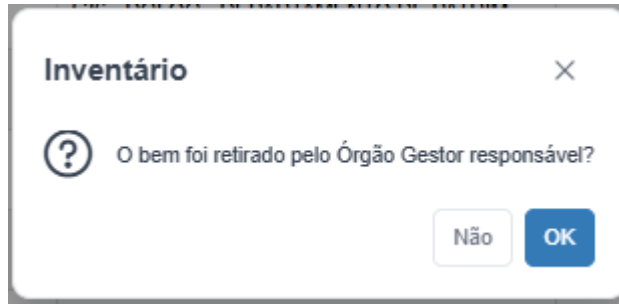 Inventário
O bem foi retirado pelo Órgão Gestor responsável?
Não
OK